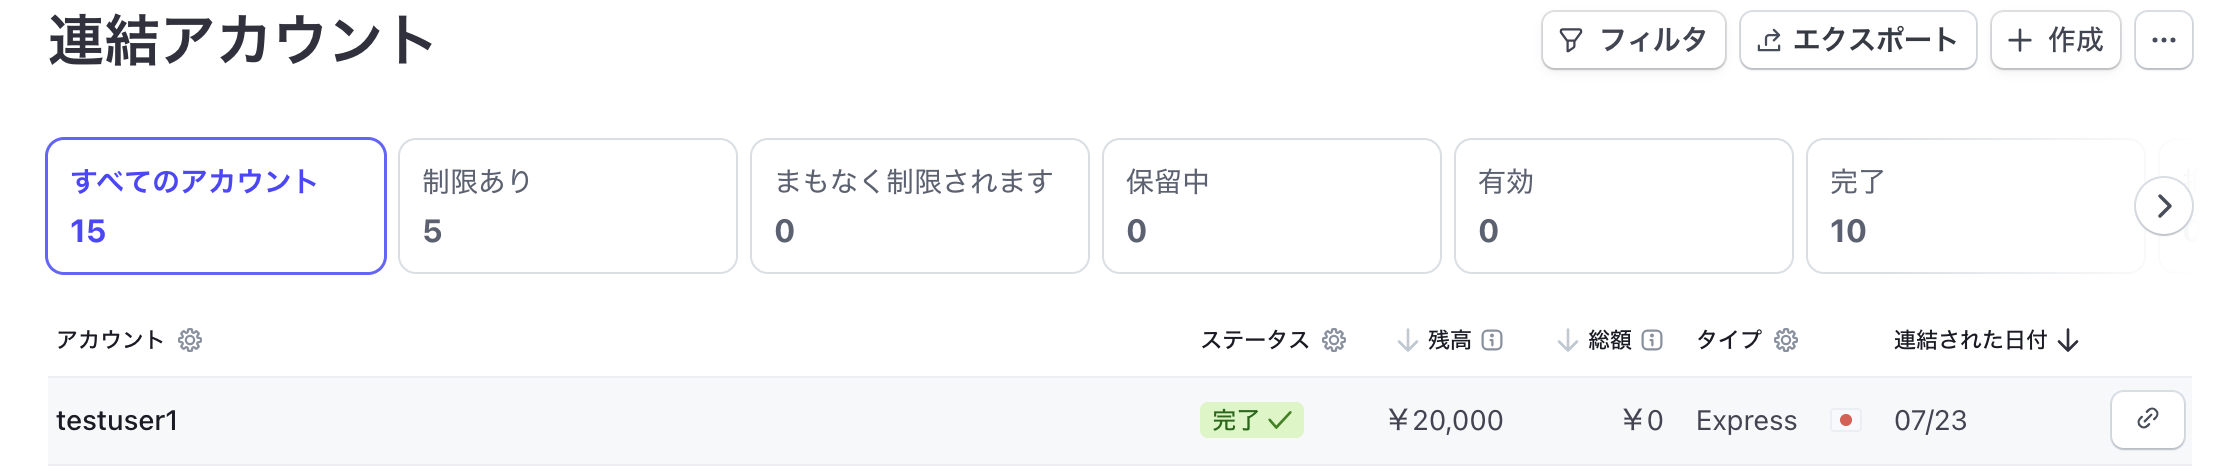 連結アカウント
フィルタ エクスポート + 作成 ...
すべてのアカウント 制限あり まもなく制限されます 保留中 有効 完了
15 5 0 0 0 10
アカウント ステータス 残高 総額 タイプ 連結された日付
testuser1 完了 ¥20,000 ¥0 Express 07/23